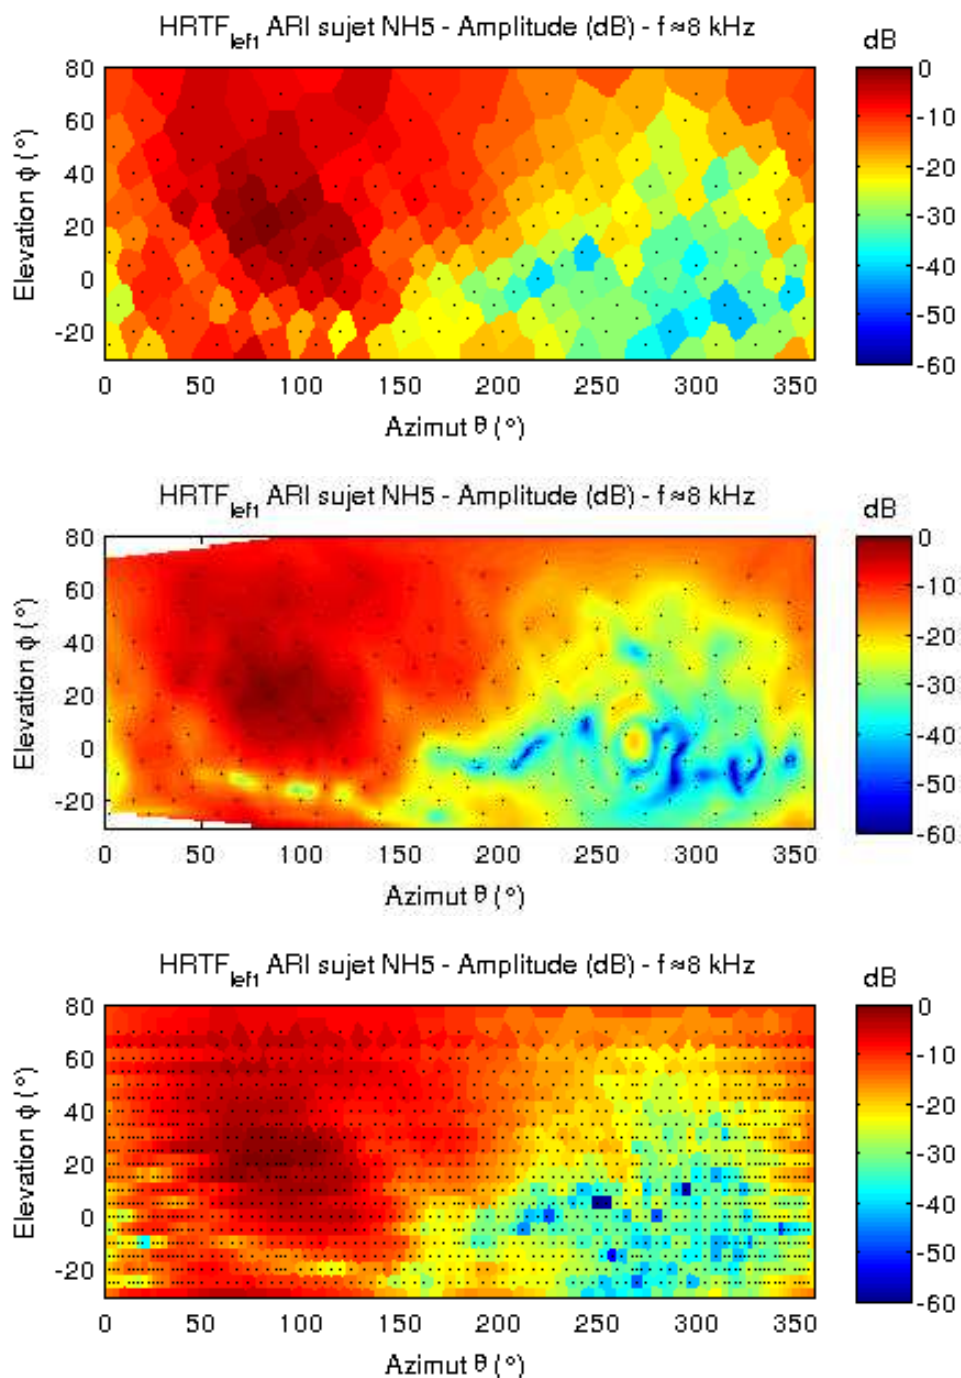 HRTF_left ARI sujet NH5 - Amplitude (dB) - f≈8 kHz
dB
80
60
40
20
0
-20
Elevation ϕ (°)
0 50 100 150 200 250 300 350
Azimut θ (°)
0
-10
-20
-30
-40
-50
-60
HRTF_left ARI sujet NH5 - Amplitude (dB) - f≈8 kHz
dB
80
60
40
20
0
-20
Elevation ϕ (°)
0 50 100 150 200 250 300 350
Azimut θ (°)
0
-10
-20
-30
-40
-50
-60
HRTF_left ARI sujet NH5 - Amplitude (dB) - f≈8 kHz
dB
80
60
40
20
0
-20
Elevation ϕ (°)
0 50 100 150 200 250 300 350
Azimut θ (°)
0
-10
-20
-30
-40
-50
-60